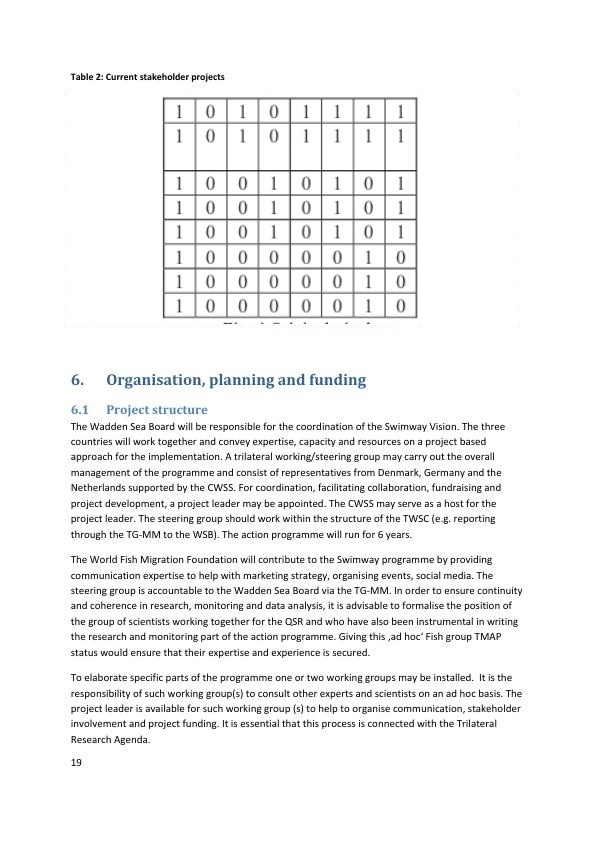 Table 2: Current stakeholder projects
1 0 1 0 1 1 1 1
1 0 1 0 1 1 1 1
1 0 0 1 0 1 0 1
1 0 0 1 0 1 0 1
1 0 0 1 0 1 0 1
1 0 0 0 0 0 1 0
1 0 0 0 0 0 1 0
1 0 0 0 0 0 1 0
6. Organisation, planning and funding
6.1 Project structure
The Wadden Sea Board will be responsible for the coordination of the Swimway Vision. The three
countries will work together and convey expertise, capacity and resources on a project based
approach for the implementation. A trilateral working/steering group may carry out the overall
management of the programme and consist of representatives from Denmark, Germany and the
Netherlands supported by the CWSS. For coordination, facilitating collaboration, fundraising and
project development, a project leader may be appointed. The CWSS may serve as a host for the
project leader. The steering group should work within the structure of the TWSC (e.g. reporting
through the TG-MM to the WSB). The action programme will run for 6 years.
The World Fish Migration Foundation will contribute to the Swimway programme by providing
communication expertise to help with marketing strategy, organising events, social media. The
steering group is accountable to the Wadden Sea Board via the TG-MM. In order to ensure continuity
and coherence in research, monitoring and data analysis, it is advisable to formalise the position of
the group of scientists working together for the QSR and who have also been instrumental in writing
the research and monitoring part of the action programme. Giving this ‚ad hoc‘ Fish group TMAP
status would ensure that their expertise and experience is secured.
To elaborate specific parts of the programme one or two working groups may be installed.  It is the
responsibility of such working group(s) to consult other experts and scientists on an ad hoc basis. The
project leader is available for such working group (s) to help to organise communication, stakeholder
involvement and project funding. It is essential that this process is connected with the Trilateral
Research Agenda.
19